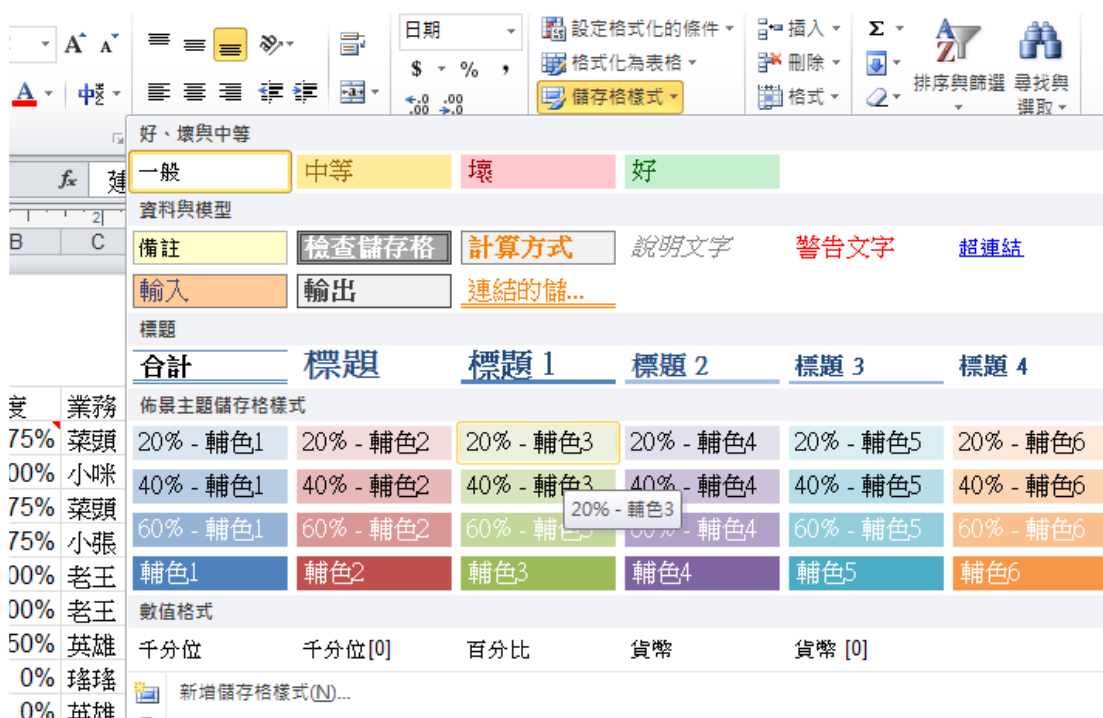 A A 日期 設定格式化的條件 插入 Σ
$ % , 格式化為表格 刪除 排序與篩選 尋找與
A 中 .0 .00 .00 .0 儲存格樣式 格式 選取
好、壞與中等
fx 一般 中等 壞 好
2 資料與模型
B C 備註 檢查儲存格 計算方式 說明文字 警告文字 超連結
輸入 輸出 連結的儲...
標題
合計 標題 標題 1 標題 2 標題 3 標題 4
業務 佈景主題儲存格樣式
75% 菜頭 20% - 輔色1 20% - 輔色2 20% - 輔色3 20% - 輔色4 20% - 輔色5 20% - 輔色6
00% 小咪 40% - 輔色1 40% - 輔色2 40% - 輔色3 40% - 輔色4 40% - 輔色5 40% - 輔色6
20% - 輔色3
75% 菜頭 60% - 輔色1 60% - 輔色2 60% - 輔色3 60% - 輔色4 60% - 輔色5 60% - 輔色6
75% 小張
00% 老王 輔色1 輔色2 輔色3 輔色4 輔色5 輔色6
00% 老王 數值格式
50% 英雄 千分位 千分位[0] 百分比 貨幣 貨幣 [0]
0% 瑤瑤 新增儲存格樣式(N)...
0% 英雄